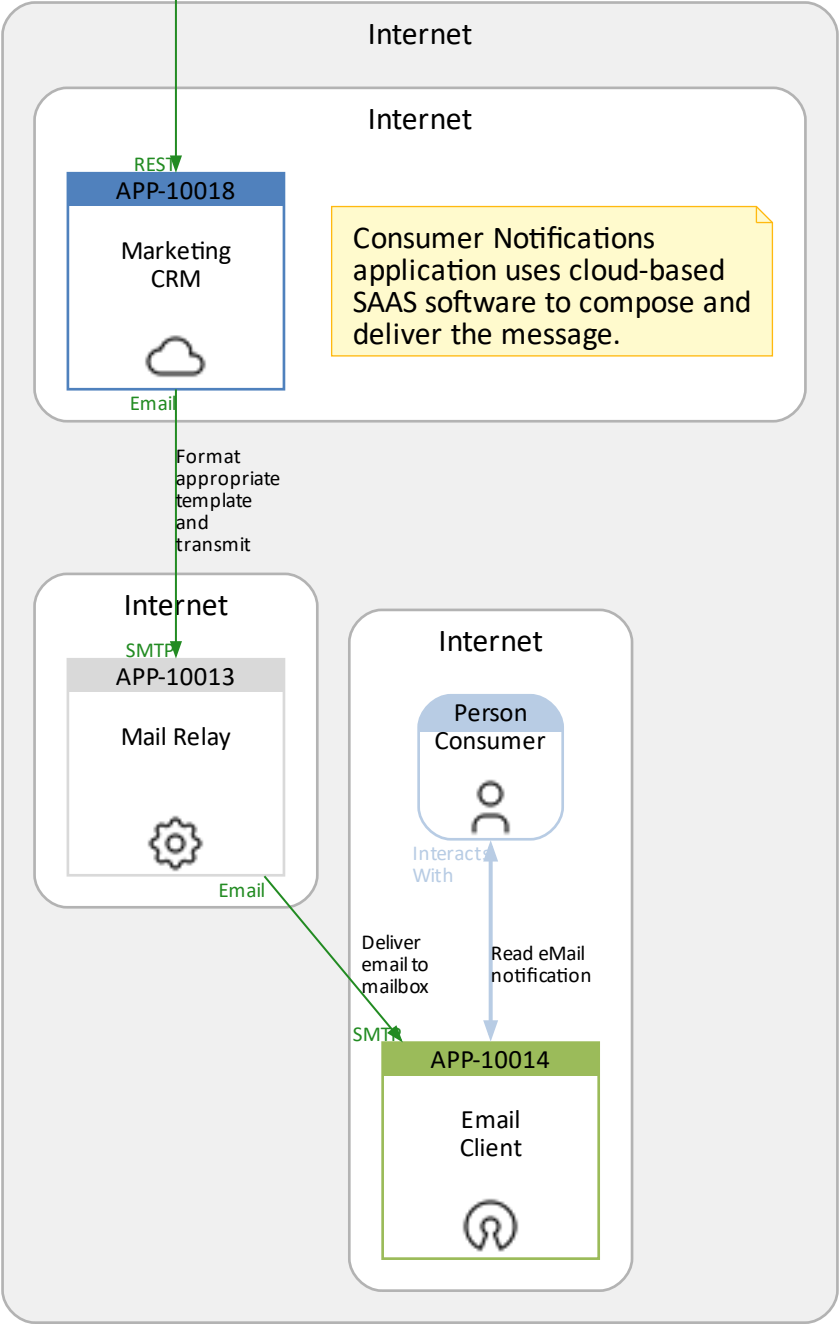 Internet
Internet
REST
APP-10018
Marketing
CRM
Consumer Notifications
application uses cloud-based
SAAS software to compose and
deliver the message.
Email
Format
appropriate
template
and
transmit
Internet
SMTP
APP-10013
Mail Relay
Email
Internet
Person
Consumer
Interacts
With
Deliver
email to
mailbox
Read eMail
notification
SMTP
APP-10014
Email
Client